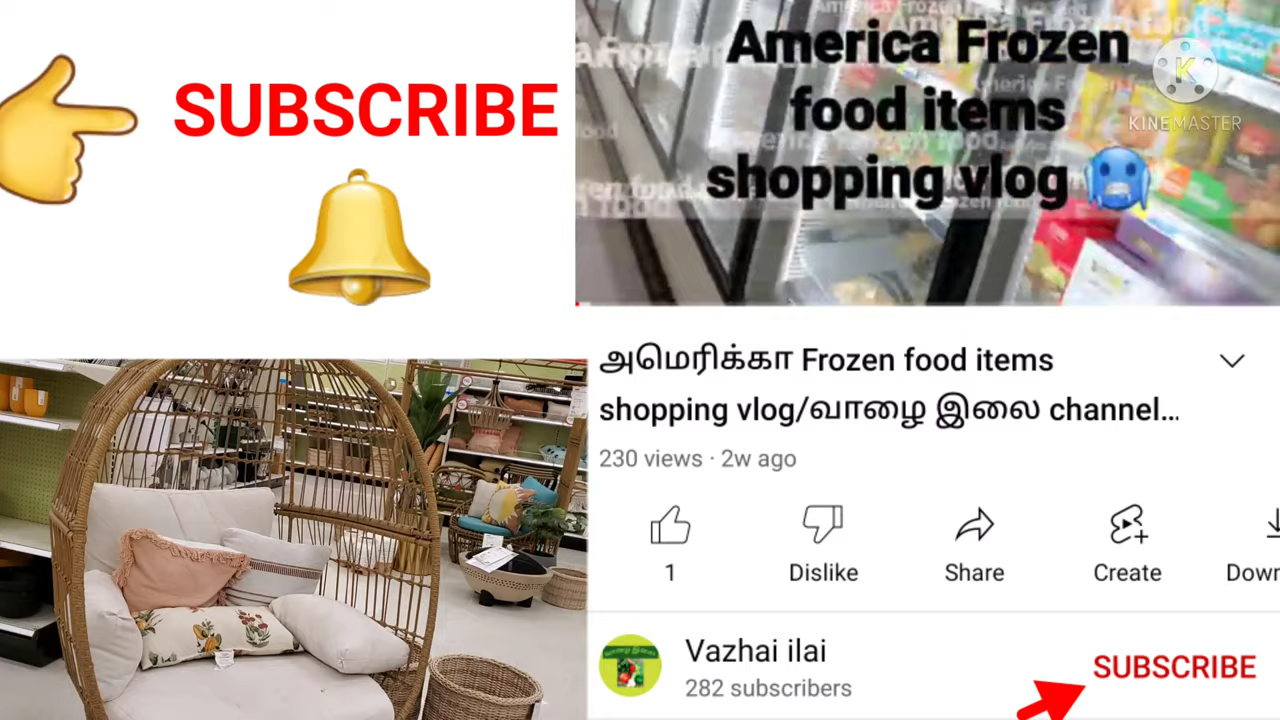 SUBSCRIBE
America Frozen
food items
shopping vlog
KINEMASTER
அமெரிக்கா Frozen food items
shopping vlog/வாழை இலை channel...
230 views · 2w ago
1
Dislike
Share
Create
Down
Vazhai ilai
282 subscribers
SUBSCRIBE